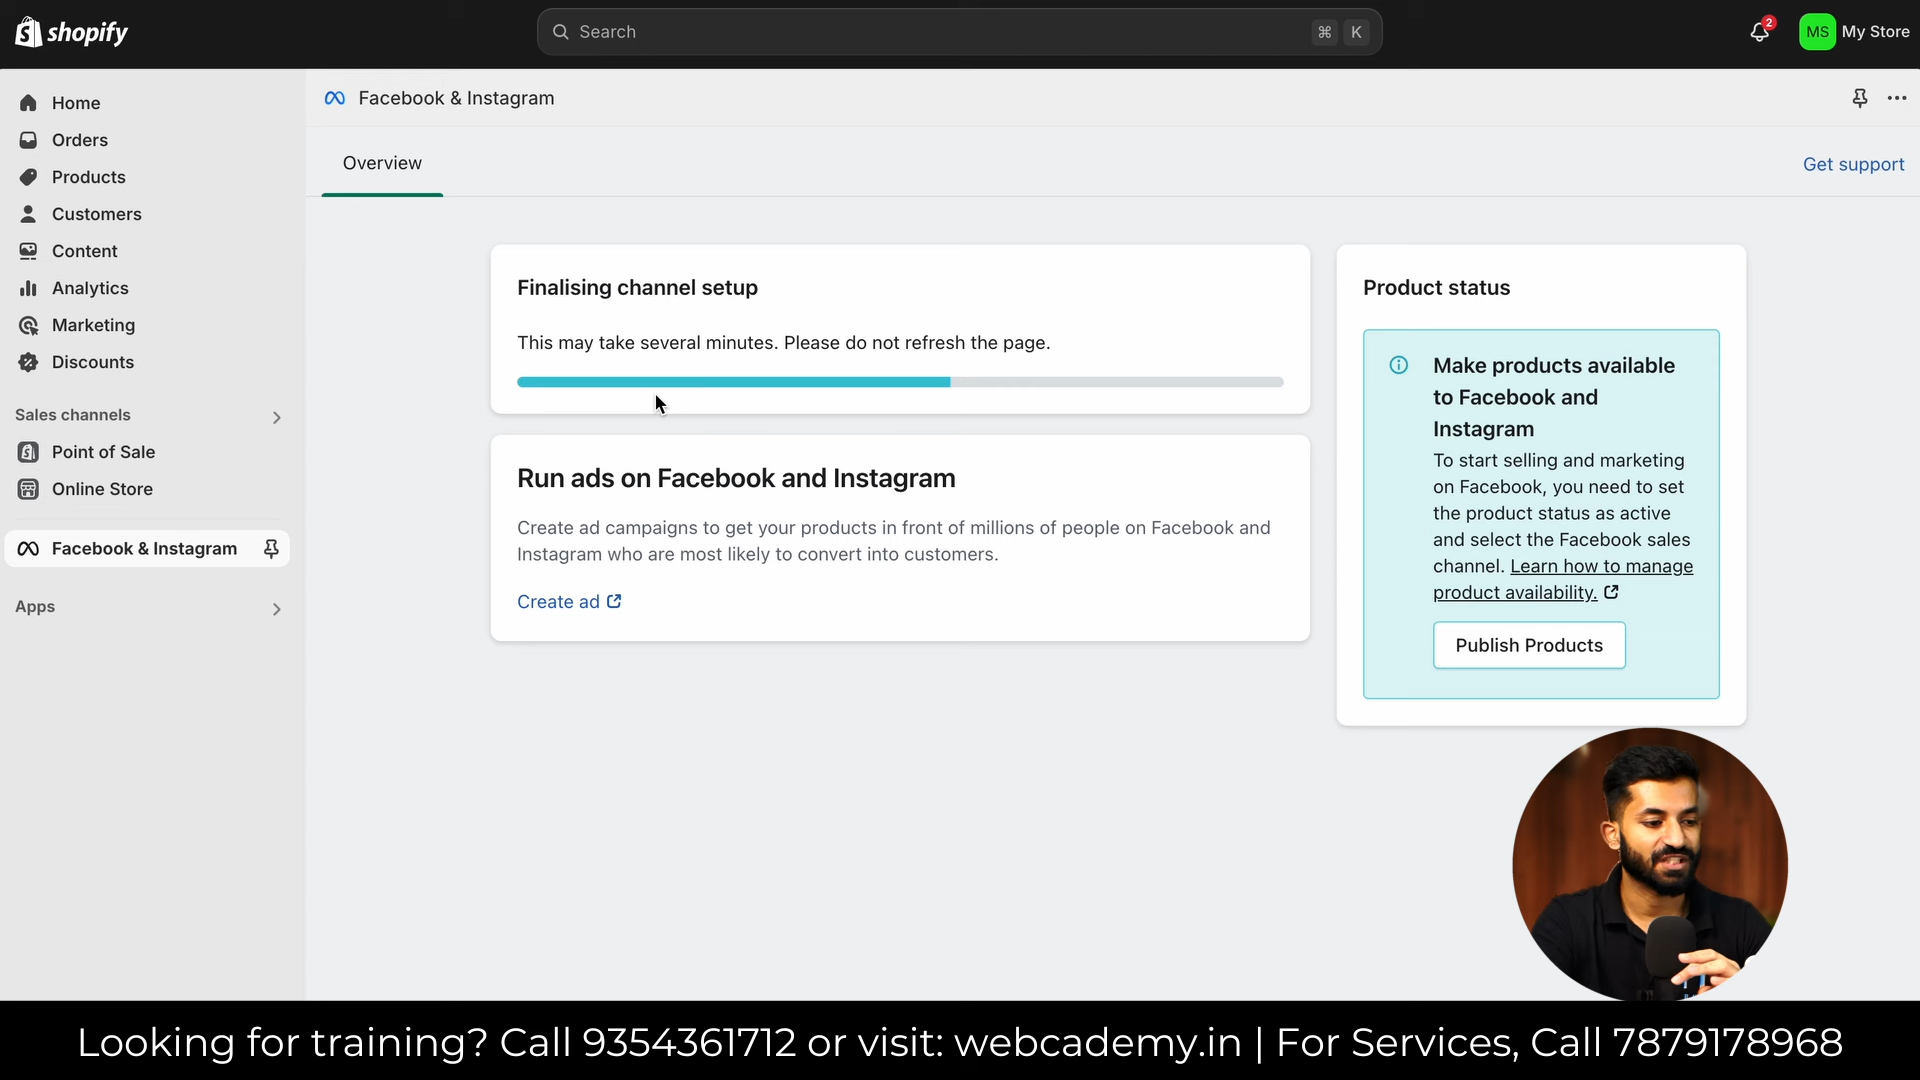 shopify
Search
⌘ K
2
MS
My Store
Home
Orders
Products
Customers
Content
Analytics
Marketing
Discounts
Sales channels
Point of Sale
Online Store
Facebook & Instagram
Apps
Facebook & Instagram
Overview
Get support
Finalising channel setup
This may take several minutes. Please do not refresh the page.
Run ads on Facebook and Instagram
Create ad campaigns to get your products in front of millions of people on Facebook and
Instagram who are most likely to convert into customers.
Create ad
Product status
Make products available
to Facebook and
Instagram
To start selling and marketing
on Facebook, you need to set
the product status as active
and select the Facebook sales
channel. Learn how to manage
product availability.
Publish Products
Looking for training? Call 9354361712 or visit: webcademy.in | For Services, Call 7879178968